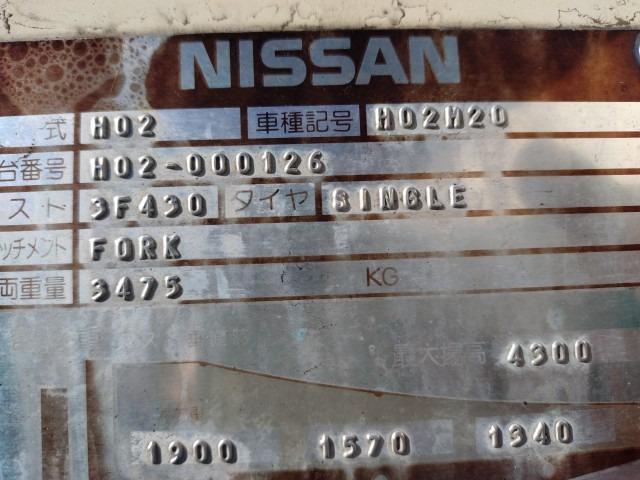 NISSAN
式 H02 車種記号 H02M20
台番号 H02-000126
スト 3F430 タイヤ SINGLE
ッチメント FORK
両重量 3475 KG
最大揚高 4300
1900 1570 1340